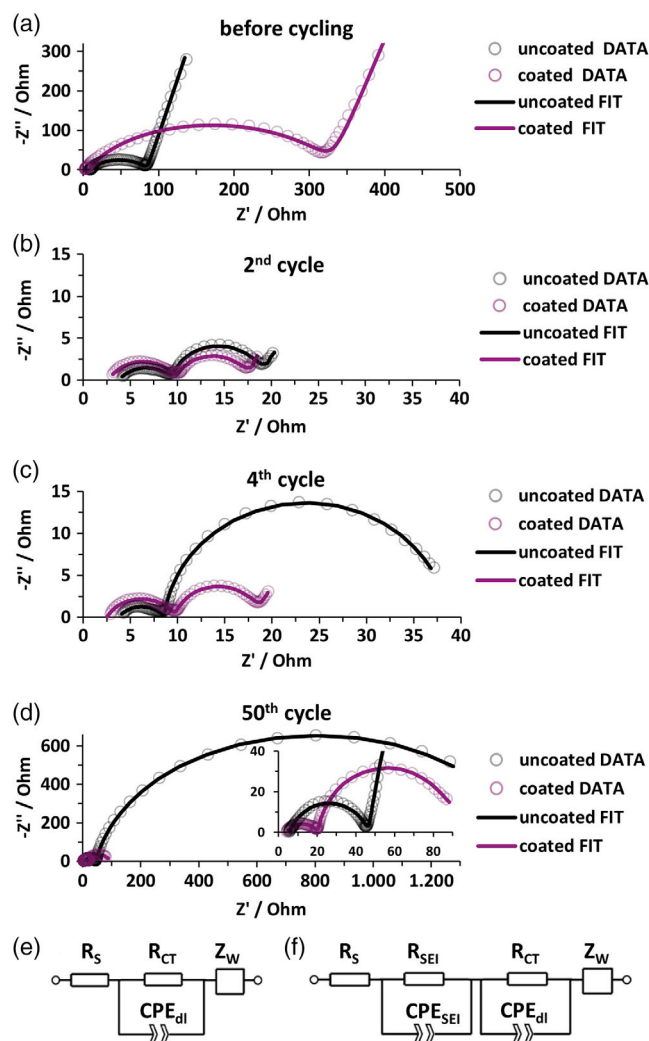 (a)
before cycling
-Z'' / Ohm
300
200
100
0
100 200 300 400 500
Z' / Ohm
uncoated DATA
coated DATA
uncoated FIT
coated FIT
(b)
2nd cycle
-Z'' / Ohm
15
10
5
0
0 5 10 15 20 25 30 35 40
Z' / Ohm
uncoated DATA
coated DATA
uncoated FIT
coated FIT
(c)
4th cycle
-Z'' / Ohm
15
10
5
0
0 5 10 15 20 25 30 35 40
Z' / Ohm
uncoated DATA
coated DATA
uncoated FIT
coated FIT
(d)
50th cycle
-Z'' / Ohm
600
400
200
0
0 200 400 600 800 1.000 1.200
Z' / Ohm
40
20
0
0 20 40 60 80
uncoated DATA
coated DATA
uncoated FIT
coated FIT
(e)
RS RCT ZW
CPEdl
(f)
RS RSEI RCT ZW
CPESEI CPEdl